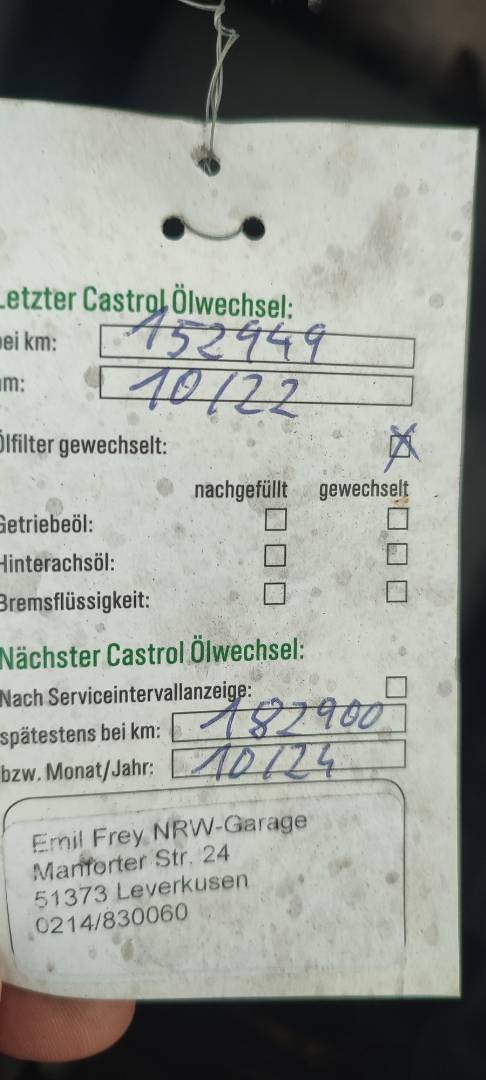 Letzter Castrol Ölwechsel:
bei km: 152949
am: 10/22
Ölfilter gewechselt: X
nachgefüllt gewechselt
Getriebeöl:
Hinterachsöl:
Bremsflüssigkeit:
Nächster Castrol Ölwechsel:
Nach Serviceintervallanzeige:
spätestens bei km: 182900
bzw. Monat/Jahr: 10/24
Emil Frey NRW-Garage
Manforter Str. 24
51373 Leverkusen
0214/830060